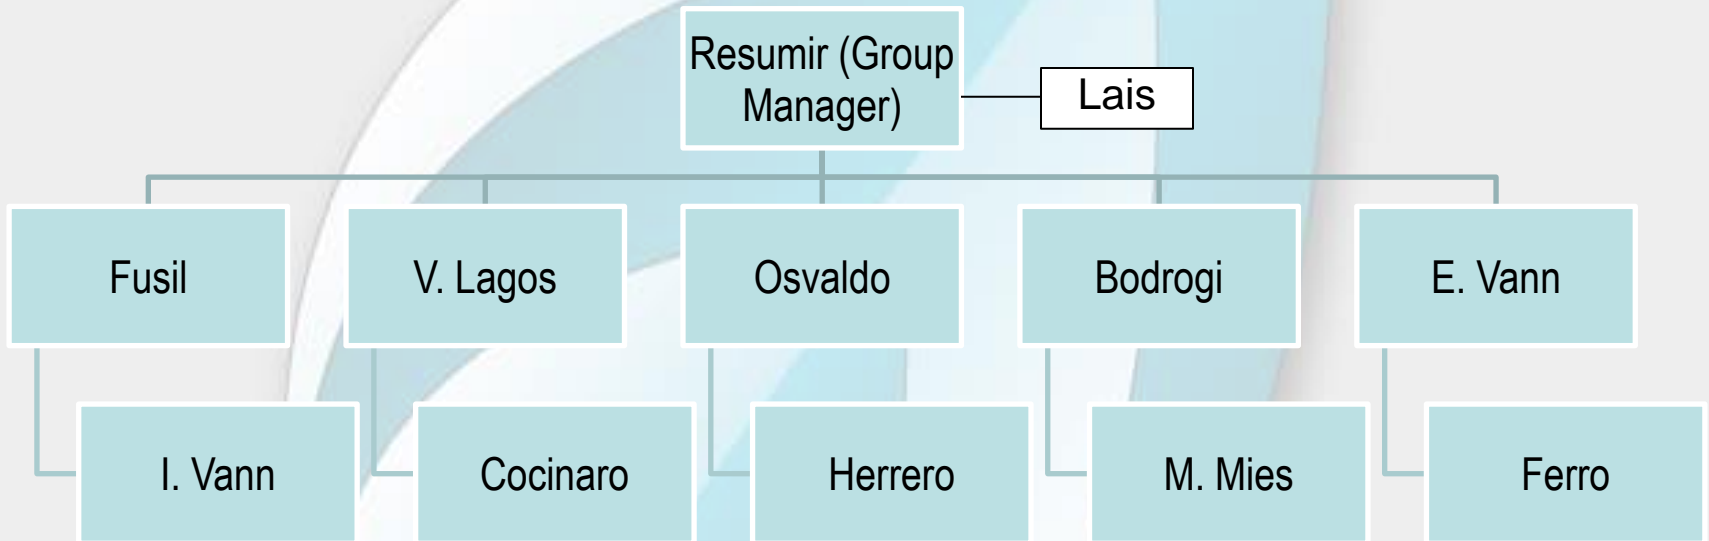 Resumir (Group
Manager)
Lais
Fusil
V. Lagos
Osvaldo
Bodrogi
E. Vann
I. Vann
Cocinaro
Herrero
M. Mies
Ferro